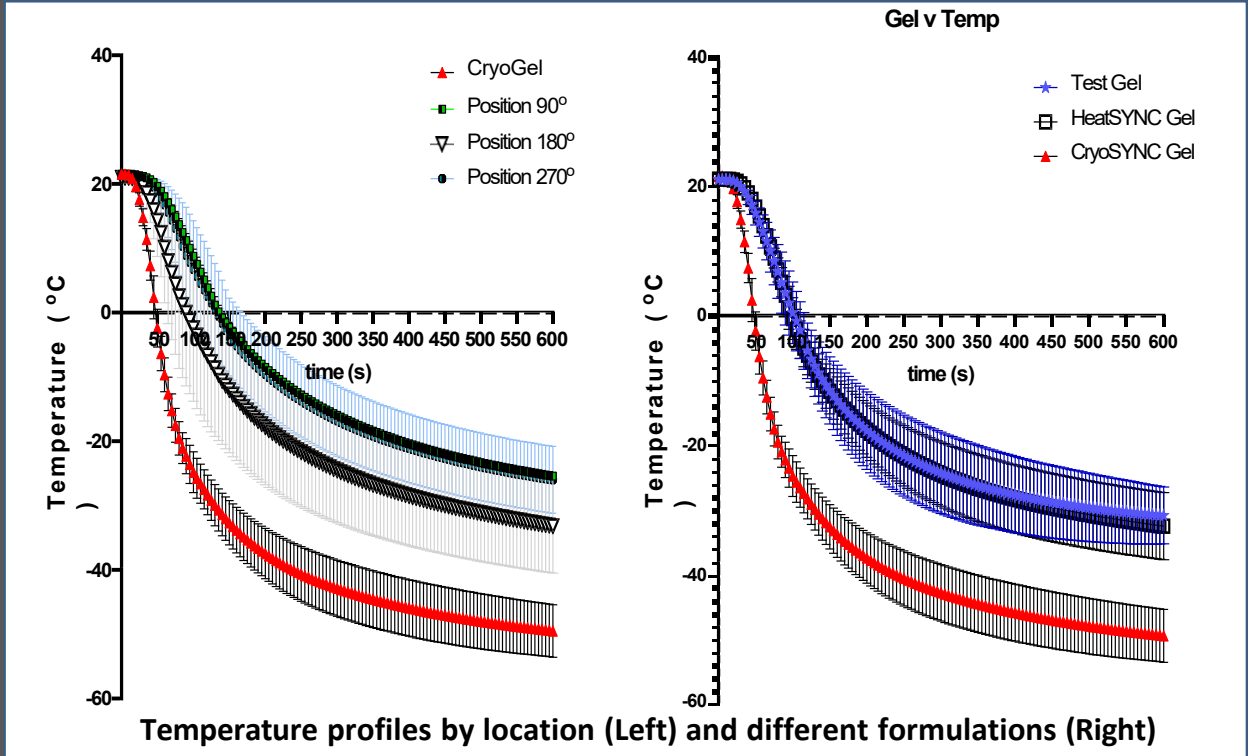 Gel v Temp
40
20
0
-20
-40
-60
Temperature ( °C
)
50
100
150
200
250
300
350
400
450
500
550
600
time (s)
CryoGel
Position 90°
Position 180°
Position 270°
40
20
0
-20
-40
-60
Temperature ( °C
)
50
100
150
200
250
300
350
400
450
500
550
600
time (s)
Test Gel
HeatSYNC Gel
CryoSYNC Gel
Temperature profiles by location (Left) and different formulations (Right)